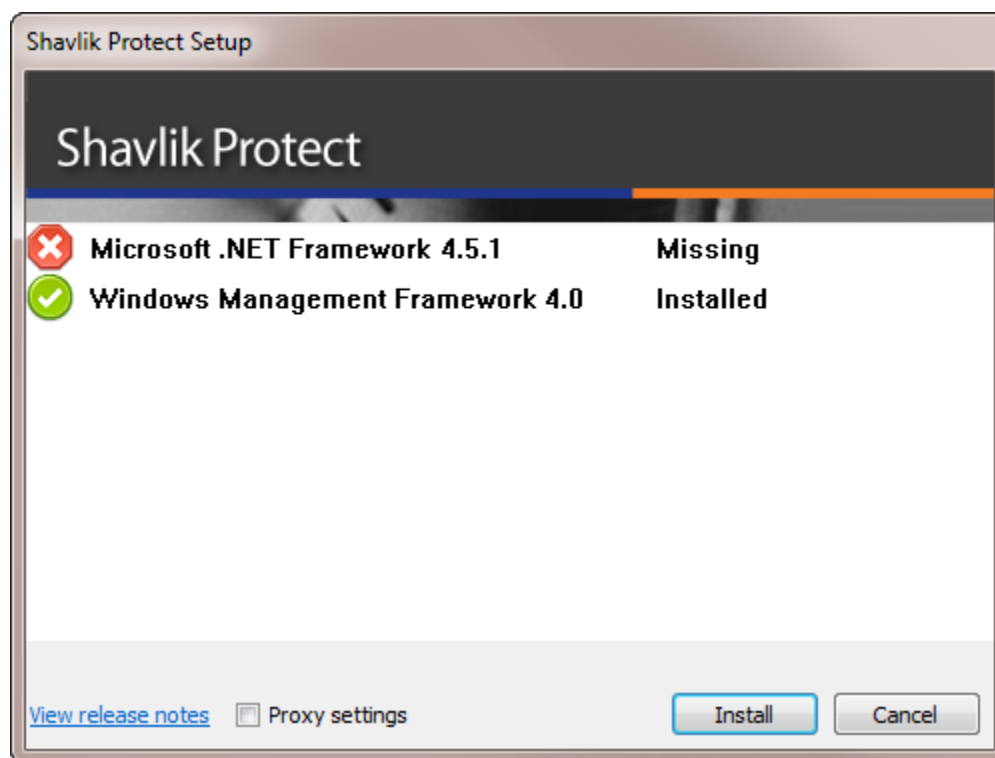 Shavlik Protect Setup
Shavlik Protect
Microsoft .NET Framework 4.5.1 Missing
Windows Management Framework 4.0 Installed
View release notes Proxy settings Install Cancel